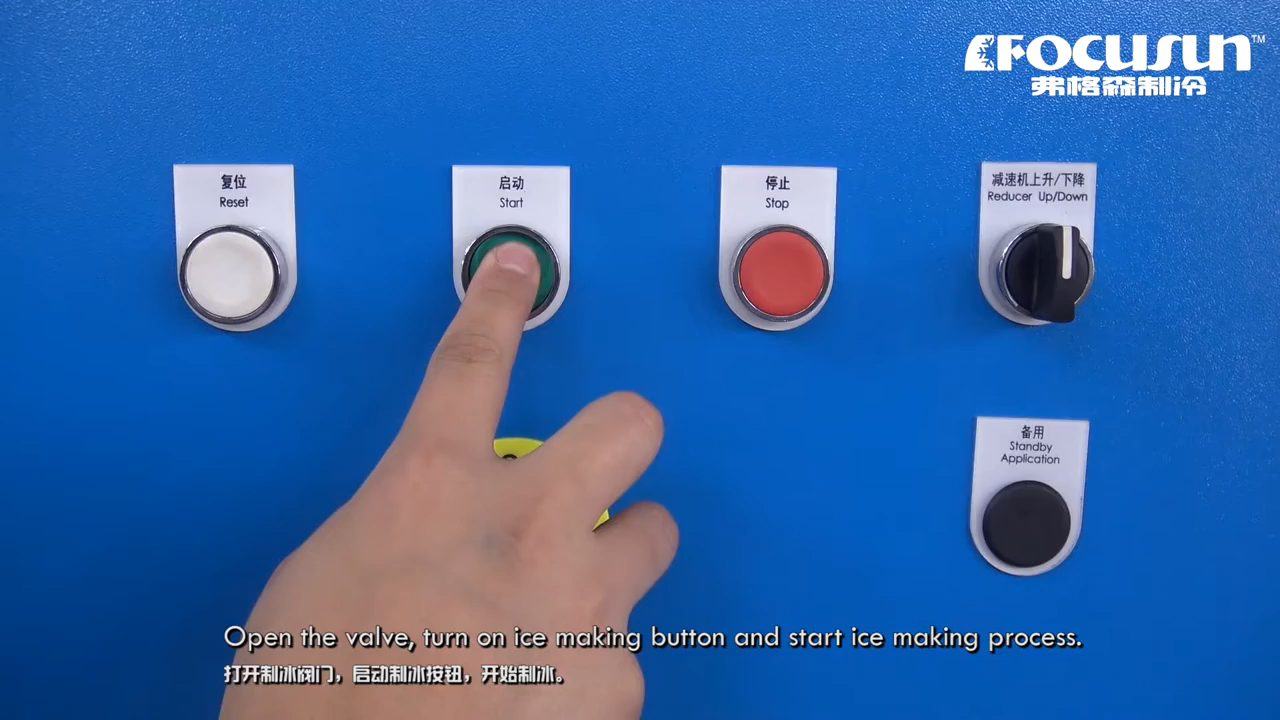 FOCUSUN™
弗格森制冷
复位
Reset
启动
Start
停止
Stop
减速机上升/下降
Reducer Up/Down
备用
Standby
Application
Open the valve, turn on ice making button and start ice making process.
打开制冰阀门，启动制冰按钮，开始制冰。